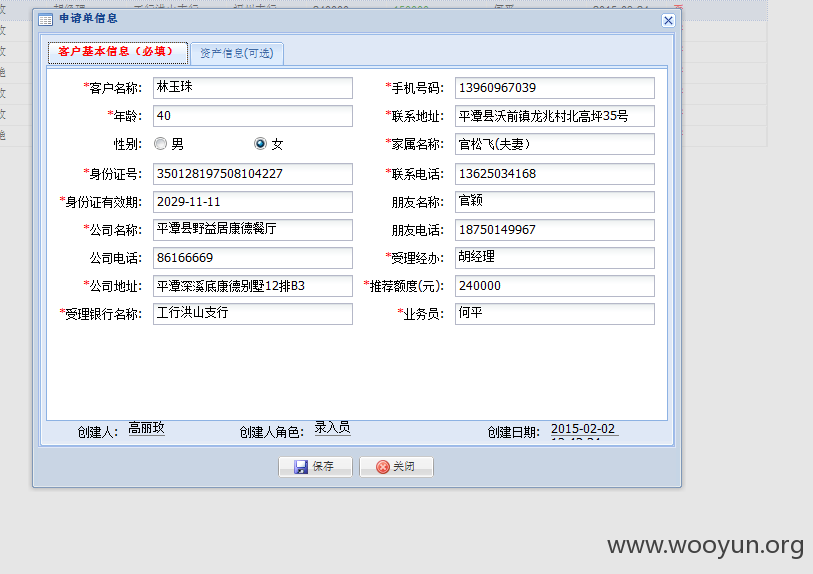 申请单信息
客户基本信息（必填） 资产信息(可选)
*客户名称: 林玉珠 *手机号码: 13960967039
*年龄: 40 *联系地址: 平潭县沃前镇龙兆村北高坪35号
性别: 男 女 *家属名称: 官松飞(夫妻）
*身份证号: 350128197508104227 *联系电话: 13625034168
*身份证有效期: 2029-11-11 朋友名称: 官颖
*公司名称: 平潭县野益居康德餐厅 朋友电话: 18750149967
公司电话: 86166669 *受理经办: 胡经理
*公司地址: 平潭深溪底康德别墅12排B3 *推荐额度(元): 240000
*受理银行名称: 工行洪山支行 *业务员: 何平
创建人: 高丽玫 创建人角色: 录入员 创建日期: 2015-02-02
保存 关闭
www.wooyun.org